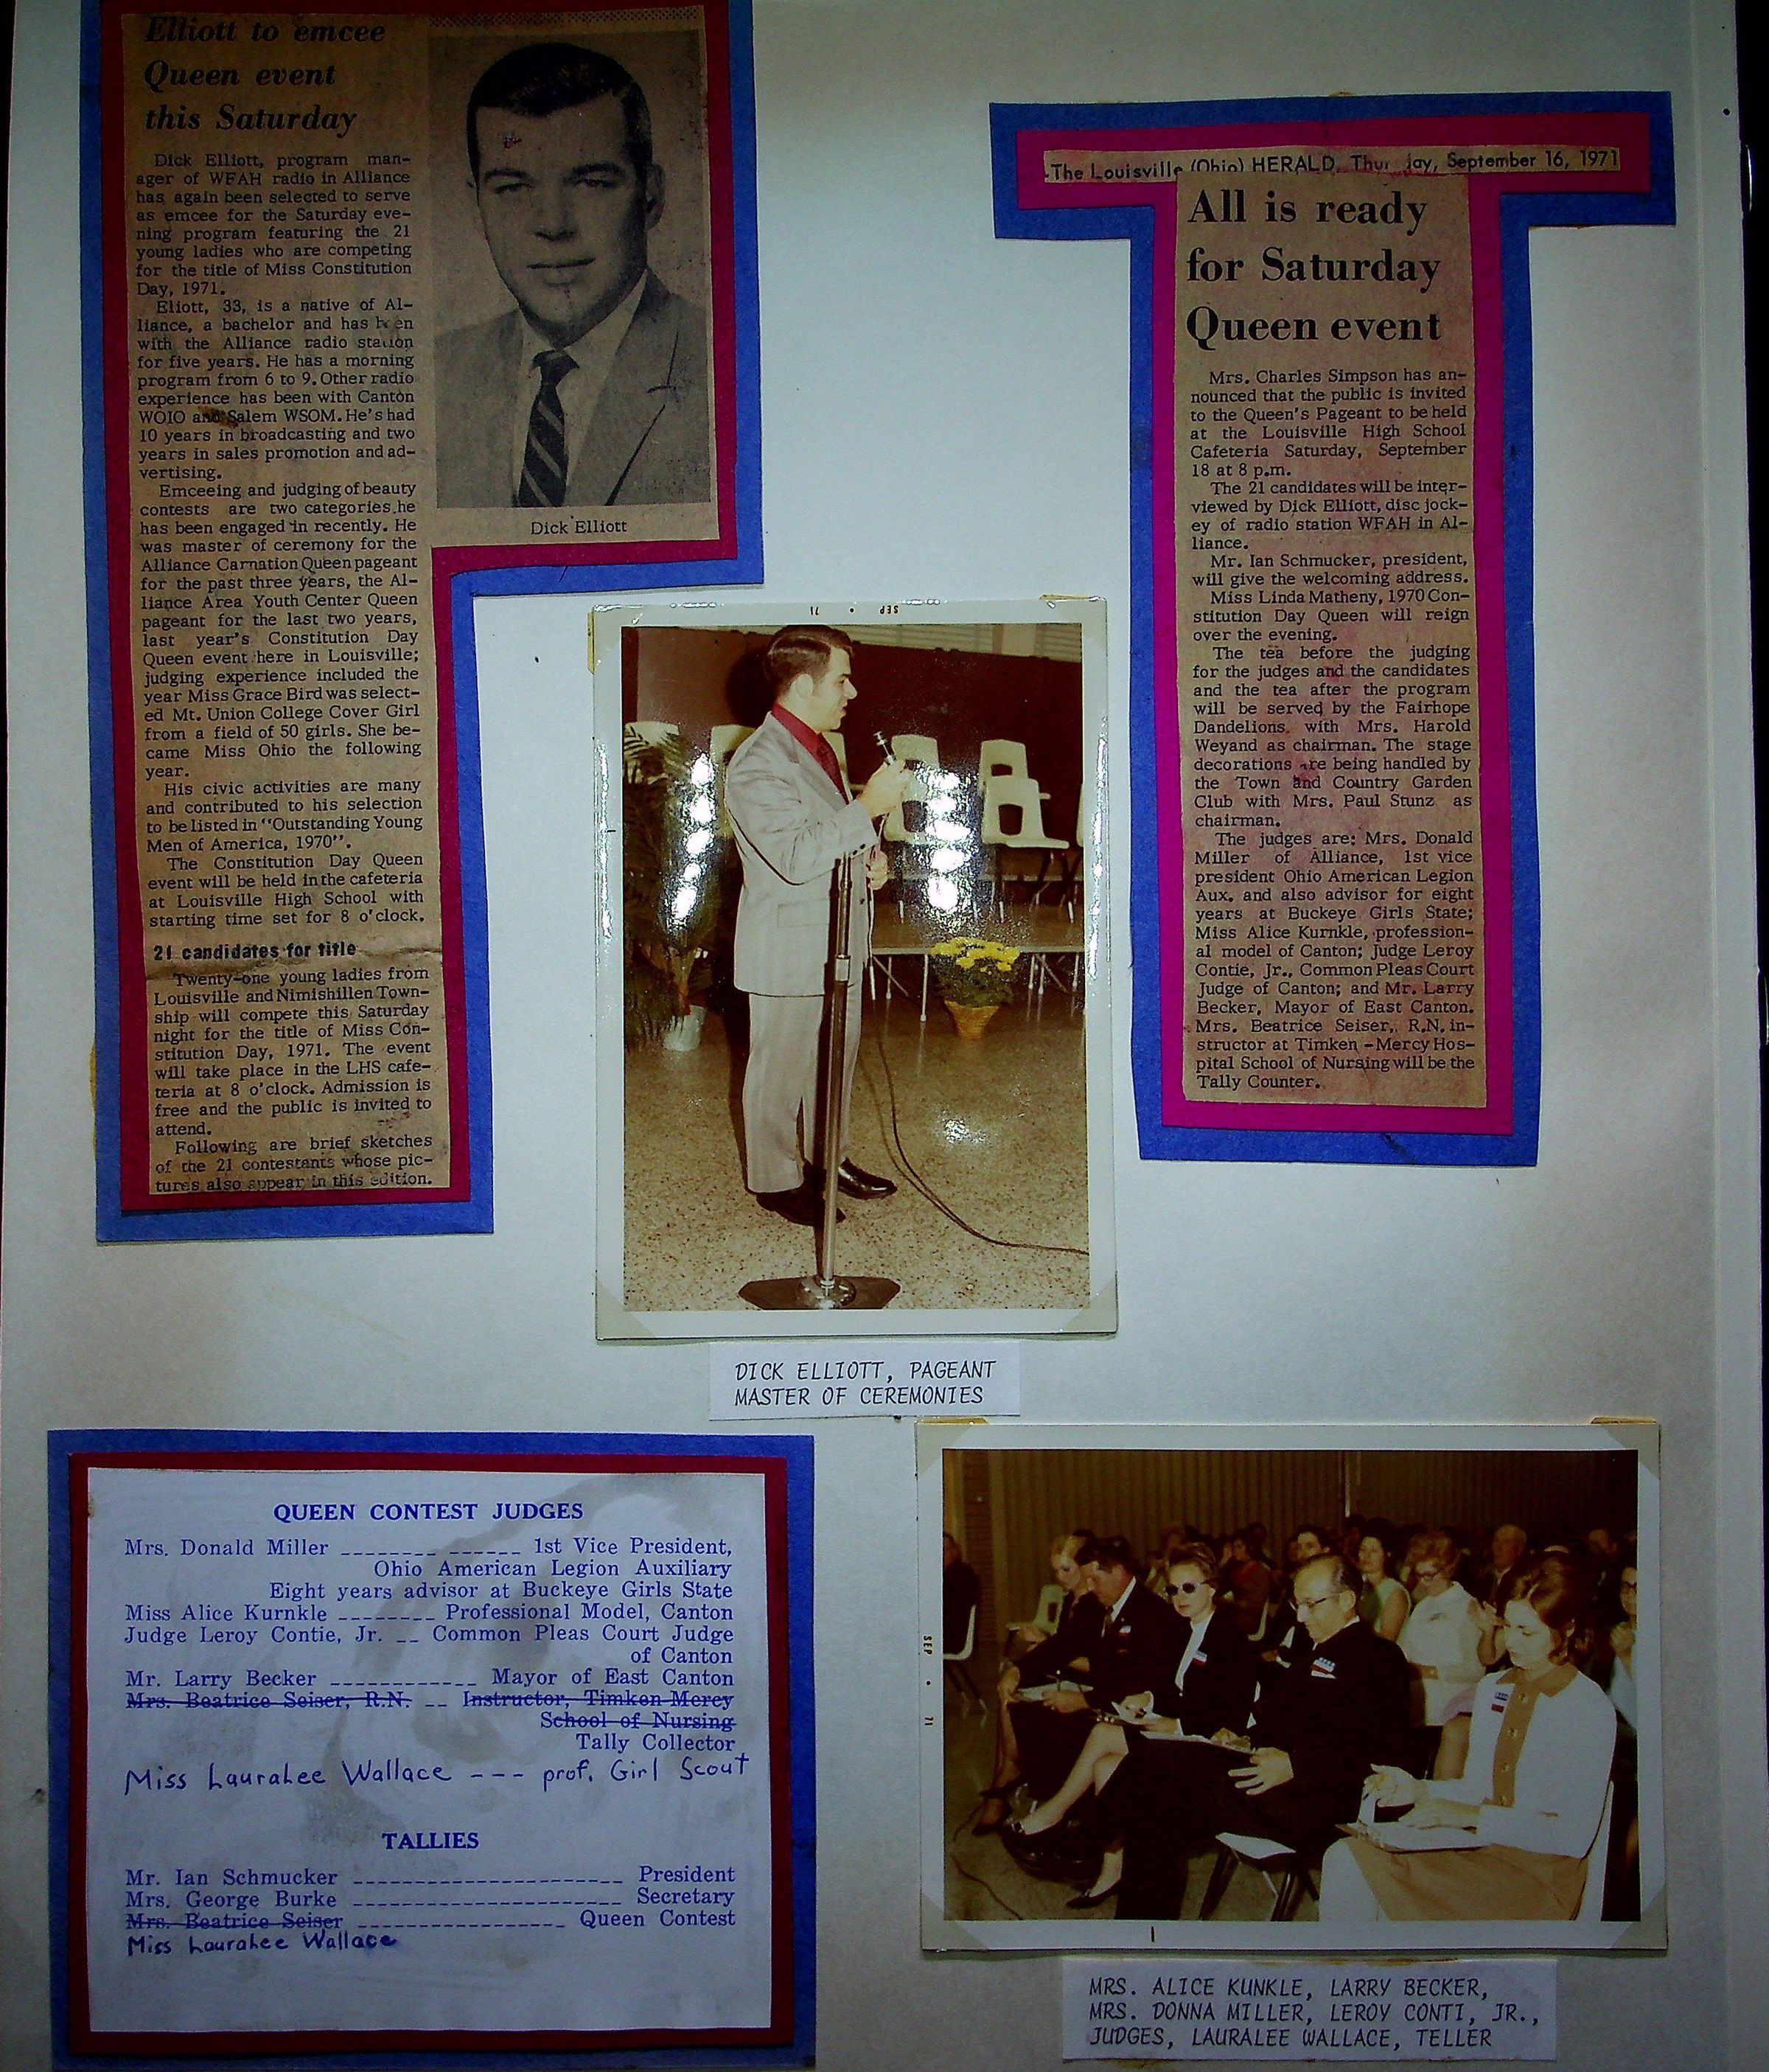 Elliott to emcee
Queen event
this Saturday
Dick Elliott, program man-
ager of WFAH radio in Alliance
has again been selected to serve
as emcee for the Saturday eve-
ning program featuring the 21
young ladies who are competing
for the title of Miss Constitution
Day, 1971.
Eliott, 33, is a native of Al-
liance, a bachelor and has been
with the Alliance radio station
for five years. He has a morning
program from 6 to 9. Other radio
experience has been with Canton
WOIO and Salem WSOM. He's had
10 years in broadcasting and two
years in sales promotion and ad-
vertising.
Emceeing and judging of beauty
contests are two categories he
has been engaged in recently. He
was master of ceremony for the
Alliance Carnation Queen pageant
for the past three years, the Al-
liance Area Youth Center Queen
pageant for the last two years,
last year's Constitution Day
Queen event here in Louisville;
judging experience included the
year Miss Grace Bird was select-
ed Mt. Union College Cover Girl
from a field of 50 girls. She be-
came Miss Ohio the following
year.
His civic activities are many
and contributed to his selection
to be listed in "Outstanding Young
Men of America, 1970".
The Constitution Day Queen
event will be held in the cafeteria
at Louisville High School with
starting time set for 8 o'clock.
21 candidates for title
Twenty-one young ladies from
Louisville and Nimishillen Town-
ship will compete this Saturday
night for the title of Miss Con-
stitution Day, 1971. The event
will take place in the LHS cafe-
teria at 8 o'clock. Admission is
free and the public is invited to
attend.
Following are brief sketches
of the 21 contestants whose pic-
tures also appear in this edition.
Dick Elliott
The Louisville (Ohio) HERALD, Thursday, September 16, 1971
All is ready
for Saturday
Queen event
Mrs. Charles Simpson has an-
nounced that the public is invited
to the Queen's Pageant to be held
at the Louisville High School
Cafeteria Saturday, September
18 at 8 p.m.
The 21 candidates will be inter-
viewed by Dick Elliott, disc jock-
ey of radio station WFAH in Al-
liance.
Mr. Ian Schmucker, president,
will give the welcoming address.
Miss Linda Matheny, 1970 Con-
stitution Day Queen will reign
over the evening.
The tea before the judging
for the judges and the candidates
and the tea after the program
will be served by the Fairhope
Dandelions with Mrs. Harold
Weyand as chairman. The stage
decorations are being handled by
the Town and Country Garden
Club with Mrs. Paul Stunz as
chairman.
The judges are: Mrs. Donald
Miller of Alliance, 1st vice
president Ohio American Legion
Aux. and also advisor for eight
years at Buckeye Girls State;
Miss Alice Kurnkle, profession-
al model of Canton; Judge Leroy
Contie, Jr., Common Pleas Court
Judge of Canton; and Mr. Larry
Becker, Mayor of East Canton.
Mrs. Beatrice Seiser, R.N. in-
structor at Timken-Mercy Hos-
pital School of Nursing will be the
Tally Counter.
SEP • 71
DICK ELLIOTT, PAGEANT
MASTER OF CEREMONIES
QUEEN CONTEST JUDGES
Mrs. Donald Miller ________ ______ 1st Vice President,
Ohio American Legion Auxiliary
Eight years advisor at Buckeye Girls State
Miss Alice Kurnkle ________ Professional Model, Canton
Judge Leroy Contie, Jr. __ Common Pleas Court Judge
of Canton
Mr. Larry Becker ____________ Mayor of East Canton
Mrs. Beatrice Seiser, R.N. __ Instructor, Timken Mercy
School of Nursing
Tally Collector
Miss Lauralee Wallace --- prof. Girl Scout
TALLIES
Mr. Ian Schmucker ______________________ President
Mrs. George Burke ______________________ Secretary
Mrs. Beatrice Seiser _________________ Queen Contest
Miss Lauralee Wallace
SEP • 71
MRS. ALICE KUNKLE, LARRY BECKER,
MRS. DONNA MILLER, LEROY CONTI, JR.,
JUDGES, LAURALEE WALLACE, TELLER